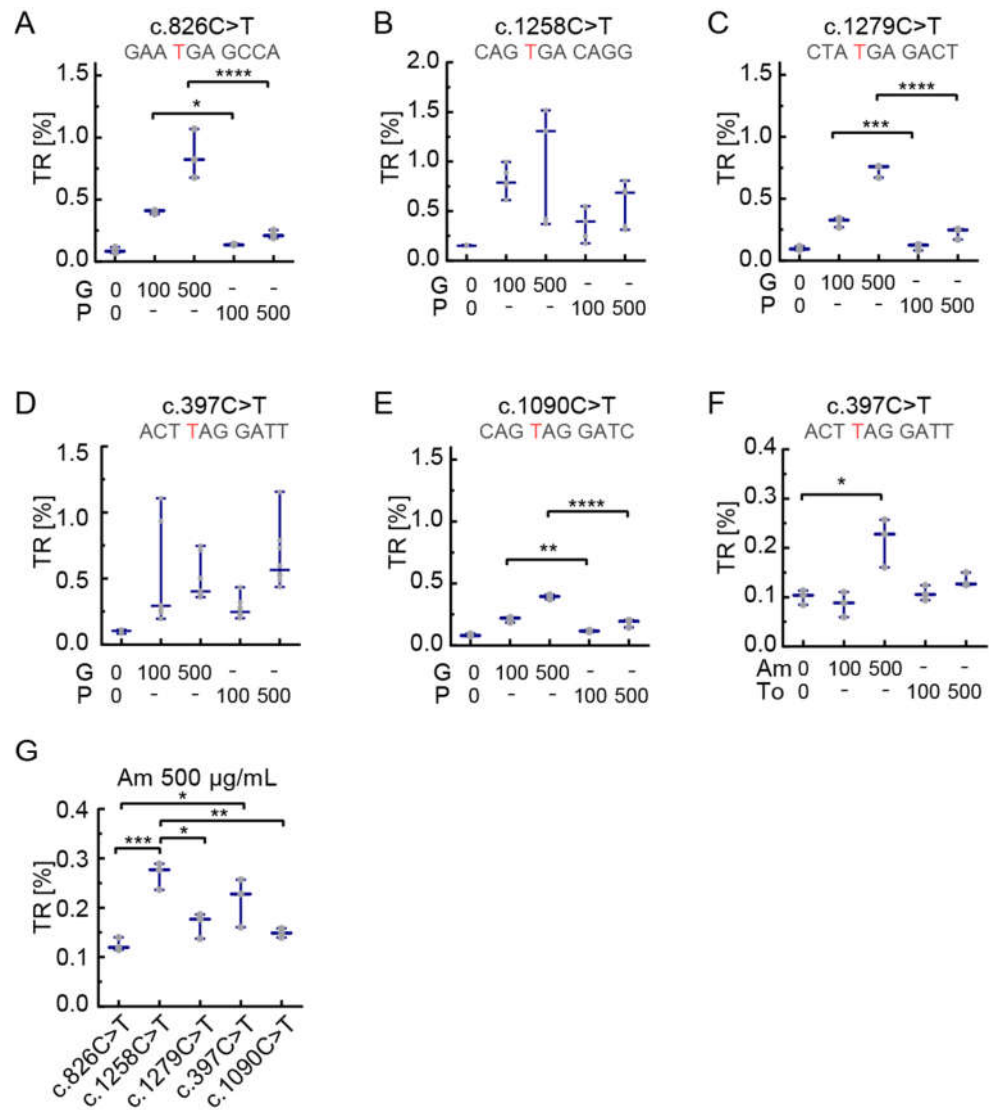 A
c.826C>T
GAA TGA GCCA
1.5
****
*
1.0
TR [%]
0.5
0.0
G 0 100 500 - -
P 0 - - 100 500
B
c.1258C>T
CAG TGA CAGG
2.0
1.5
1.0
TR [%]
0.5
0.0
G 0 100 500 - -
P 0 - - 100 500
C
c.1279C>T
CTA TGA GACT
1.5
****
***
1.0
TR [%]
0.5
0.0
G 0 100 500 - -
P 0 - - 100 500
D
c.397C>T
ACT TAG GATT
1.5
1.0
TR [%]
0.5
0.0
G 0 100 500 - -
P 0 - - 100 500
E
c.1090C>T
CAG TAG GATC
1.5
****
**
1.0
TR [%]
0.5
0.0
G 0 100 500 - -
P 0 - - 100 500
F
c.397C>T
ACT TAG GATT
0.4
*
0.3
TR [%]
0.2
0.1
0.0
Am 0 100 500 - -
To 0 - - 100 500
G
Am 500 µg/mL
0.4
*
**
*** *
0.3
TR [%]
0.2
0.1
0.0
c.826C>T
c.1258C>T
c.1279C>T
c.397C>T
c.1090C>T